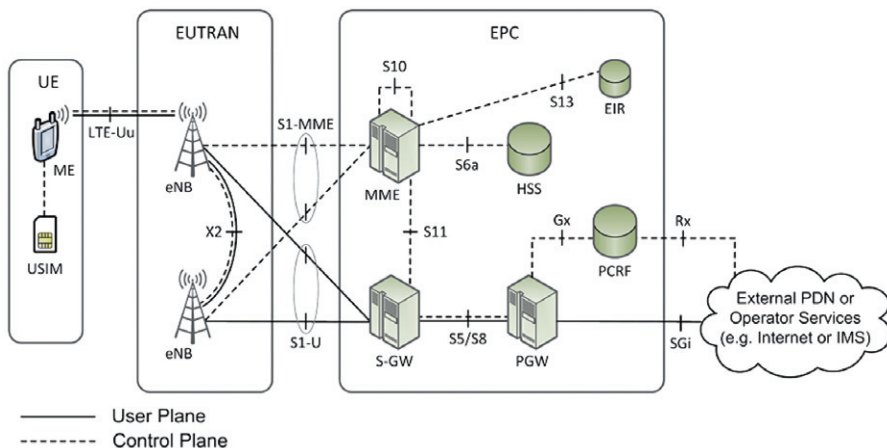 EUTRAN
EPC
UE
S10
S13
EIR
LTE-Uu
S1-MME
ME
eNB
MME
S6a
HSS
X2
S11
Gx
Rx
PCRF
USIM
External PDN or
Operator Services
(e.g. Internet or IMS)
eNB
S1-U
S-GW
S5/S8
PGW
SGi
User Plane
Control Plane